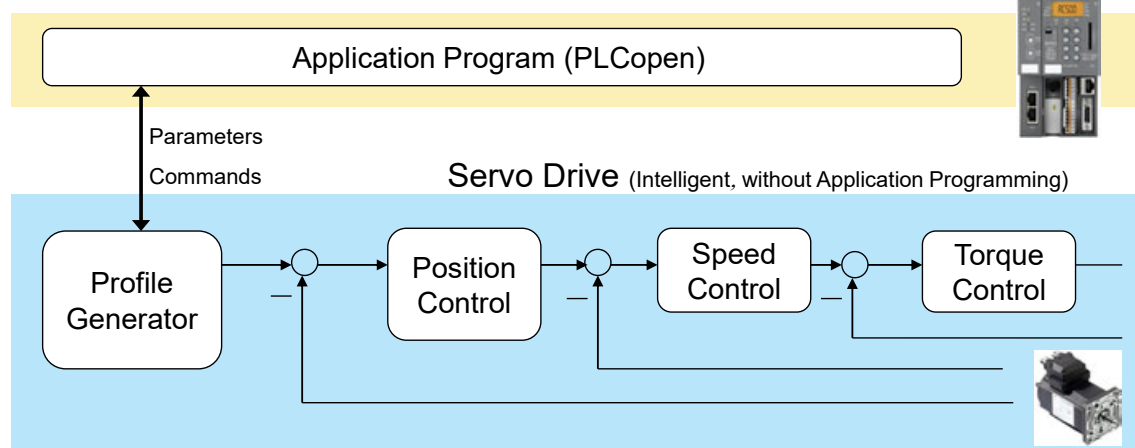 RC500
Application Program (PLCopen)
Parameters
Commands
Servo Drive (Intelligent, without Application Programming)
Profile
Generator
Position
Control
Speed
Control
Torque
Control
—
—
—